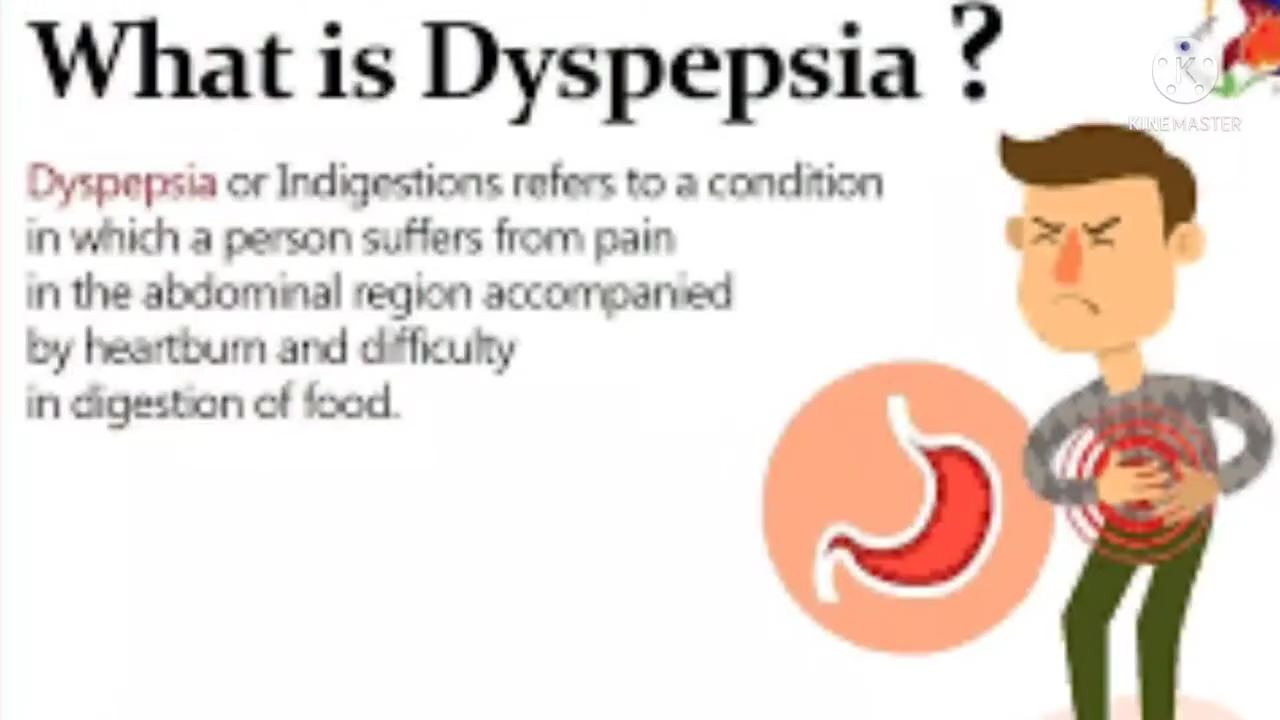 What is Dyspepsia ?
KINEMASTER
Dyspepsia or Indigestions refers to a condition
in which a person suffers from pain
in the abdominal region accompanied
by heartburn and difficulty
in digestion of food.